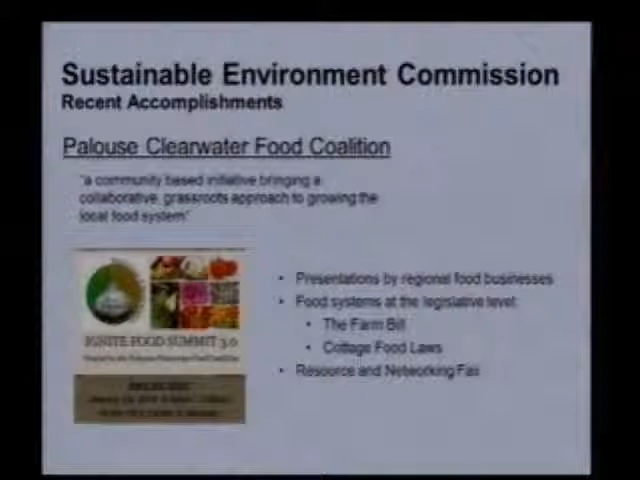 Sustainable Environment Commission
Recent Accomplishments
Palouse Clearwater Food Coalition
"a community based initiative bringing a
collaborative, grassroots approach to growing the
local food system"
• Presentations by regional food businesses
• Food systems at the legislative level:
• The Farm Bill
• Cottage Food Laws
• Resource and Networking Fair
IGNITE FOOD SUMMIT 3.0